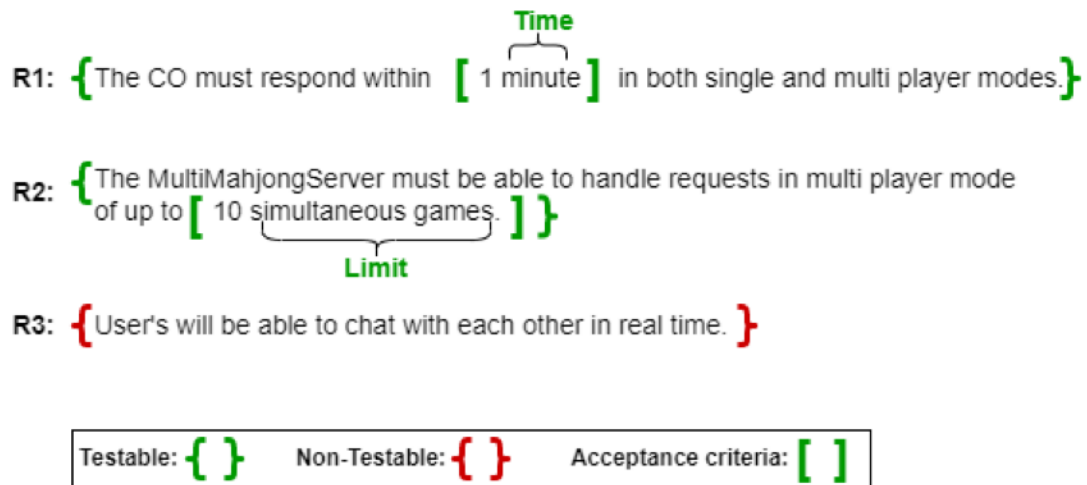 Time
R1: {The CO must respond within [ 1 minute ] in both single and multi player modes.}
R2: {The MultiMahjongServer must be able to handle requests in multi player mode
of up to [ 10 simultaneous games. ] }
Limit
R3: {User's will be able to chat with each other in real time. }
Testable: { } Non-Testable: { } Acceptance criteria: [ ]